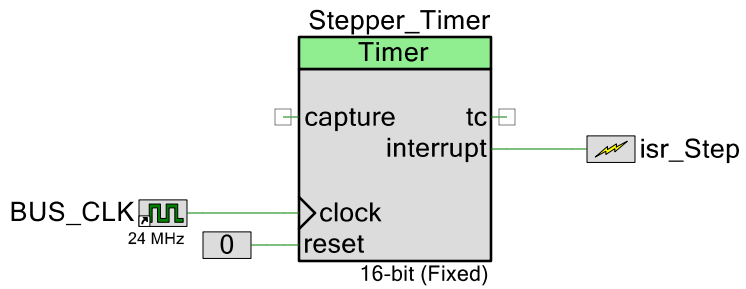 Stepper_Timer
Timer
capture
tc
interrupt
isr_Step
BUS_CLK
clock
24 MHz
0
reset
16-bit (Fixed)